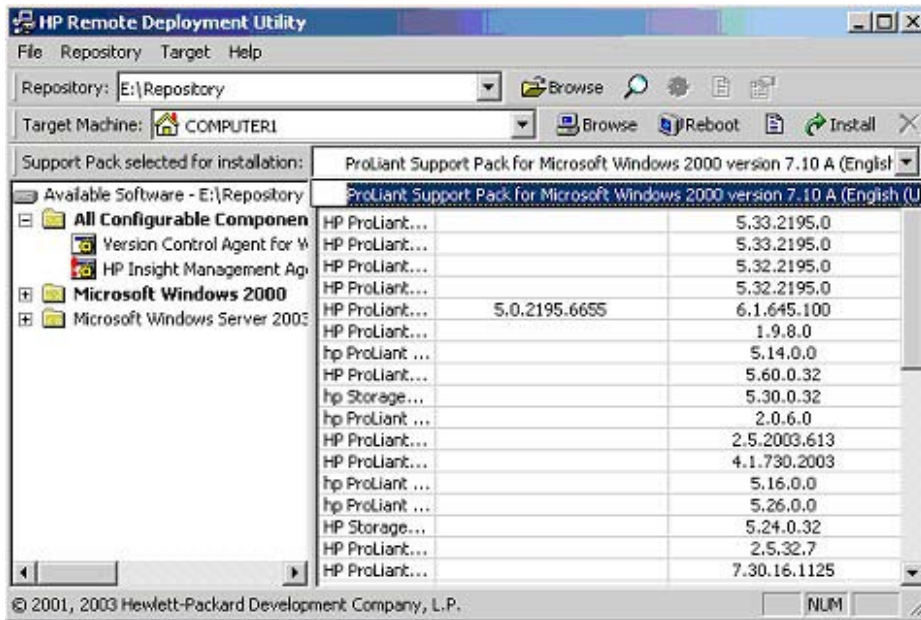 HP Remote Deployment Utility
File Repository Target Help
Repository: E:\Repository Browse
Target Machine: COMPUTER1 Browse Reboot Install
Support Pack selected for installation: ProLiant Support Pack for Microsoft Windows 2000 version 7.10 A (English
Available Software - E:\Repository ProLiant Support Pack for Microsoft Windows 2000 version 7.10 A (English (U
All Configurable Componen HP ProLiant... 5.33.2195.0
Version Control Agent for W HP ProLiant... 5.33.2195.0
HP Insight Management Age HP ProLiant... 5.32.2195.0
Microsoft Windows 2000 HP ProLiant... 5.32.2195.0
Microsoft Windows Server 2003 HP ProLiant... 5.0.2195.6655 6.1.645.100
HP ProLiant... 1.9.8.0
hp ProLiant ... 5.14.0.0
HP ProLiant... 5.60.0.32
hp Storage... 5.30.0.32
hp ProLiant ... 2.0.6.0
HP ProLiant... 2.5.2003.613
HP ProLiant... 4.1.730.2003
hp ProLiant ... 5.16.0.0
hp ProLiant ... 5.26.0.0
HP Storage... 5.24.0.32
HP ProLiant... 2.5.32.7
HP ProLiant... 7.30.16.1125
© 2001, 2003 Hewlett-Packard Development Company, L.P. NUM